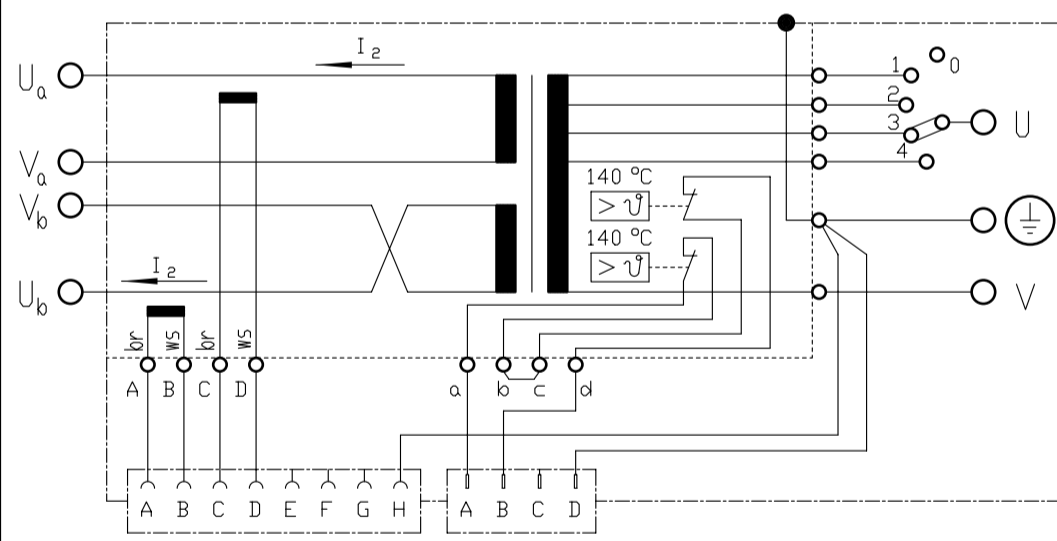 I2
Ua
1
0
2
3
U
4
Va
140 °C
> ϑ
Vb
140 °C
> ϑ
I2
Ub
V
br
ws
br
ws
A B C D
a b c d
A B C D E F G H
A B C D